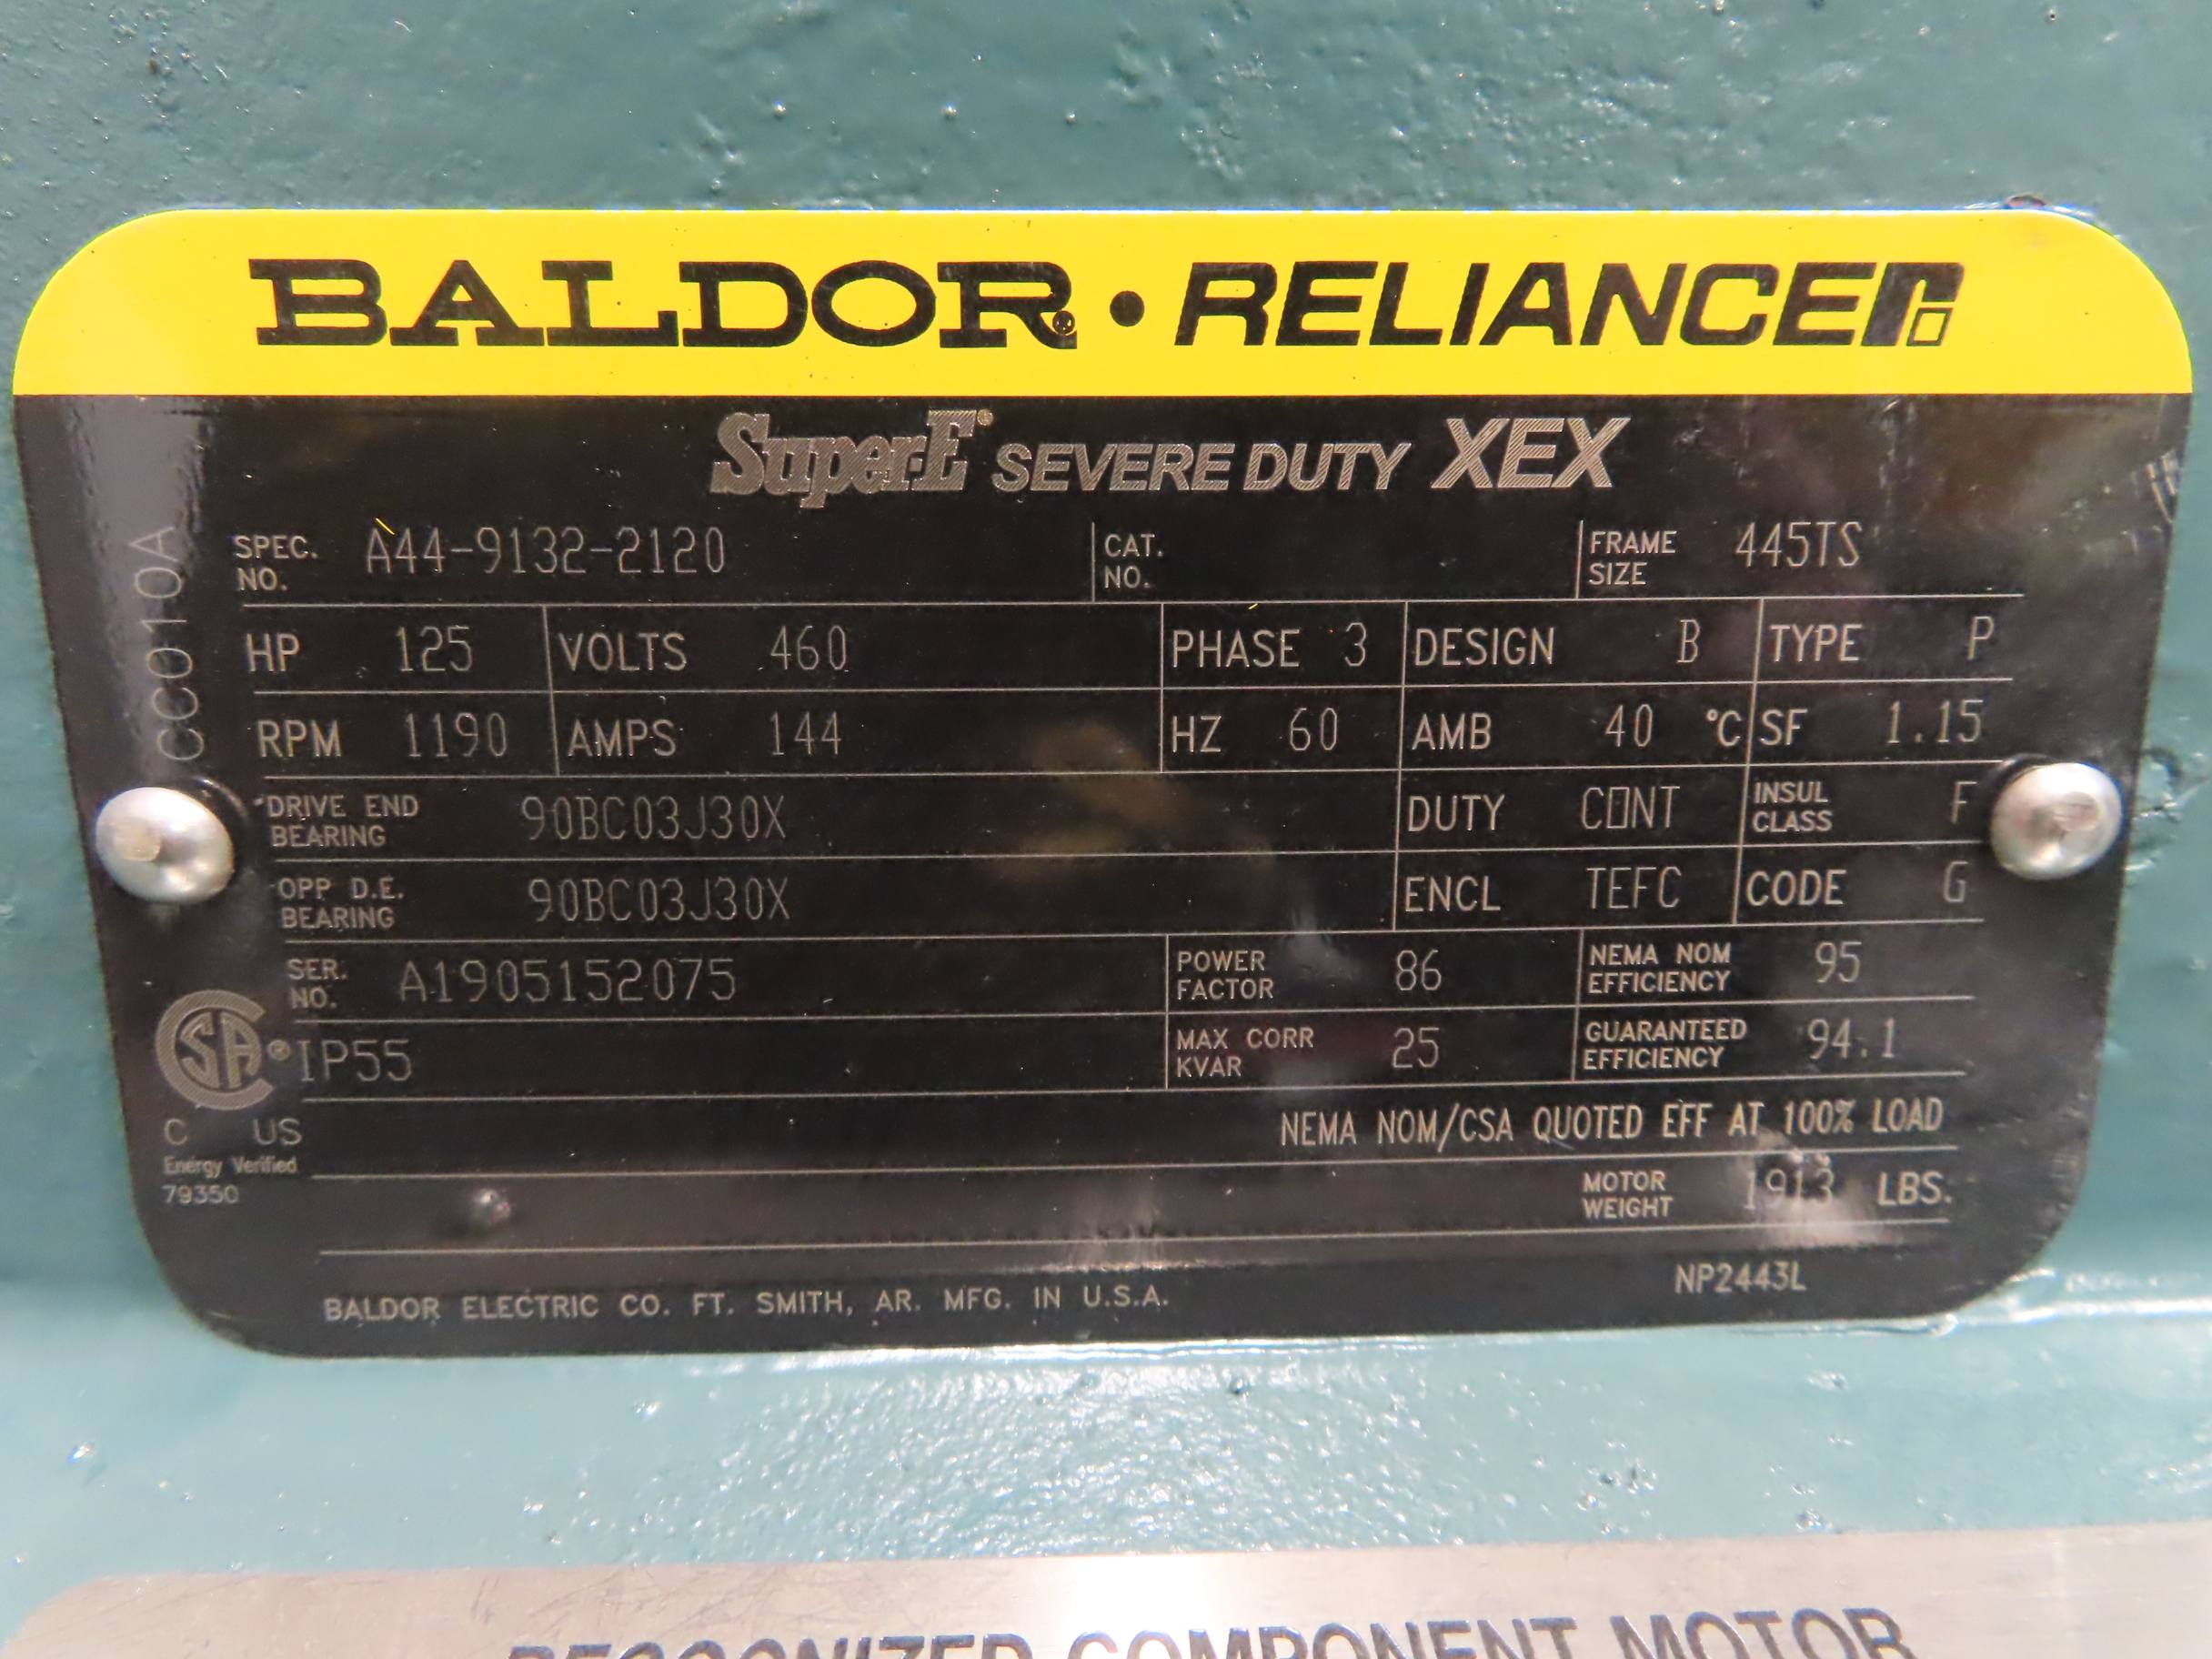 BALDOR • RELIANCE
Super-E® SEVERE DUTY XEX
CC010A
SPEC. NO. A44-9132-2120 CAT. NO. FRAME SIZE 445TS
HP 125 VOLTS 460 PHASE 3 DESIGN B TYPE P
RPM 1190 AMPS 144 HZ 60 AMB 40 °C SF 1.15
DRIVE END BEARING 90BC03J30X DUTY CONT INSUL CLASS F
OPP D.E. BEARING 90BC03J30X ENCL TEFC CODE G
SER. NO. A1905152075 POWER FACTOR 86 NEMA NOM EFFICIENCY 95
IP55 MAX CORR KVAR 25 GUARANTEED EFFICIENCY 94.1
SA®
C US
Energy Verified
79350
NEMA NOM/CSA QUOTED EFF AT 100% LOAD
MOTOR WEIGHT 1913 LBS.
NP2443L
BALDOR ELECTRIC CO. FT. SMITH, AR. MFG. IN U.S.A.
RECOGNIZED COMPONENT MOTOR